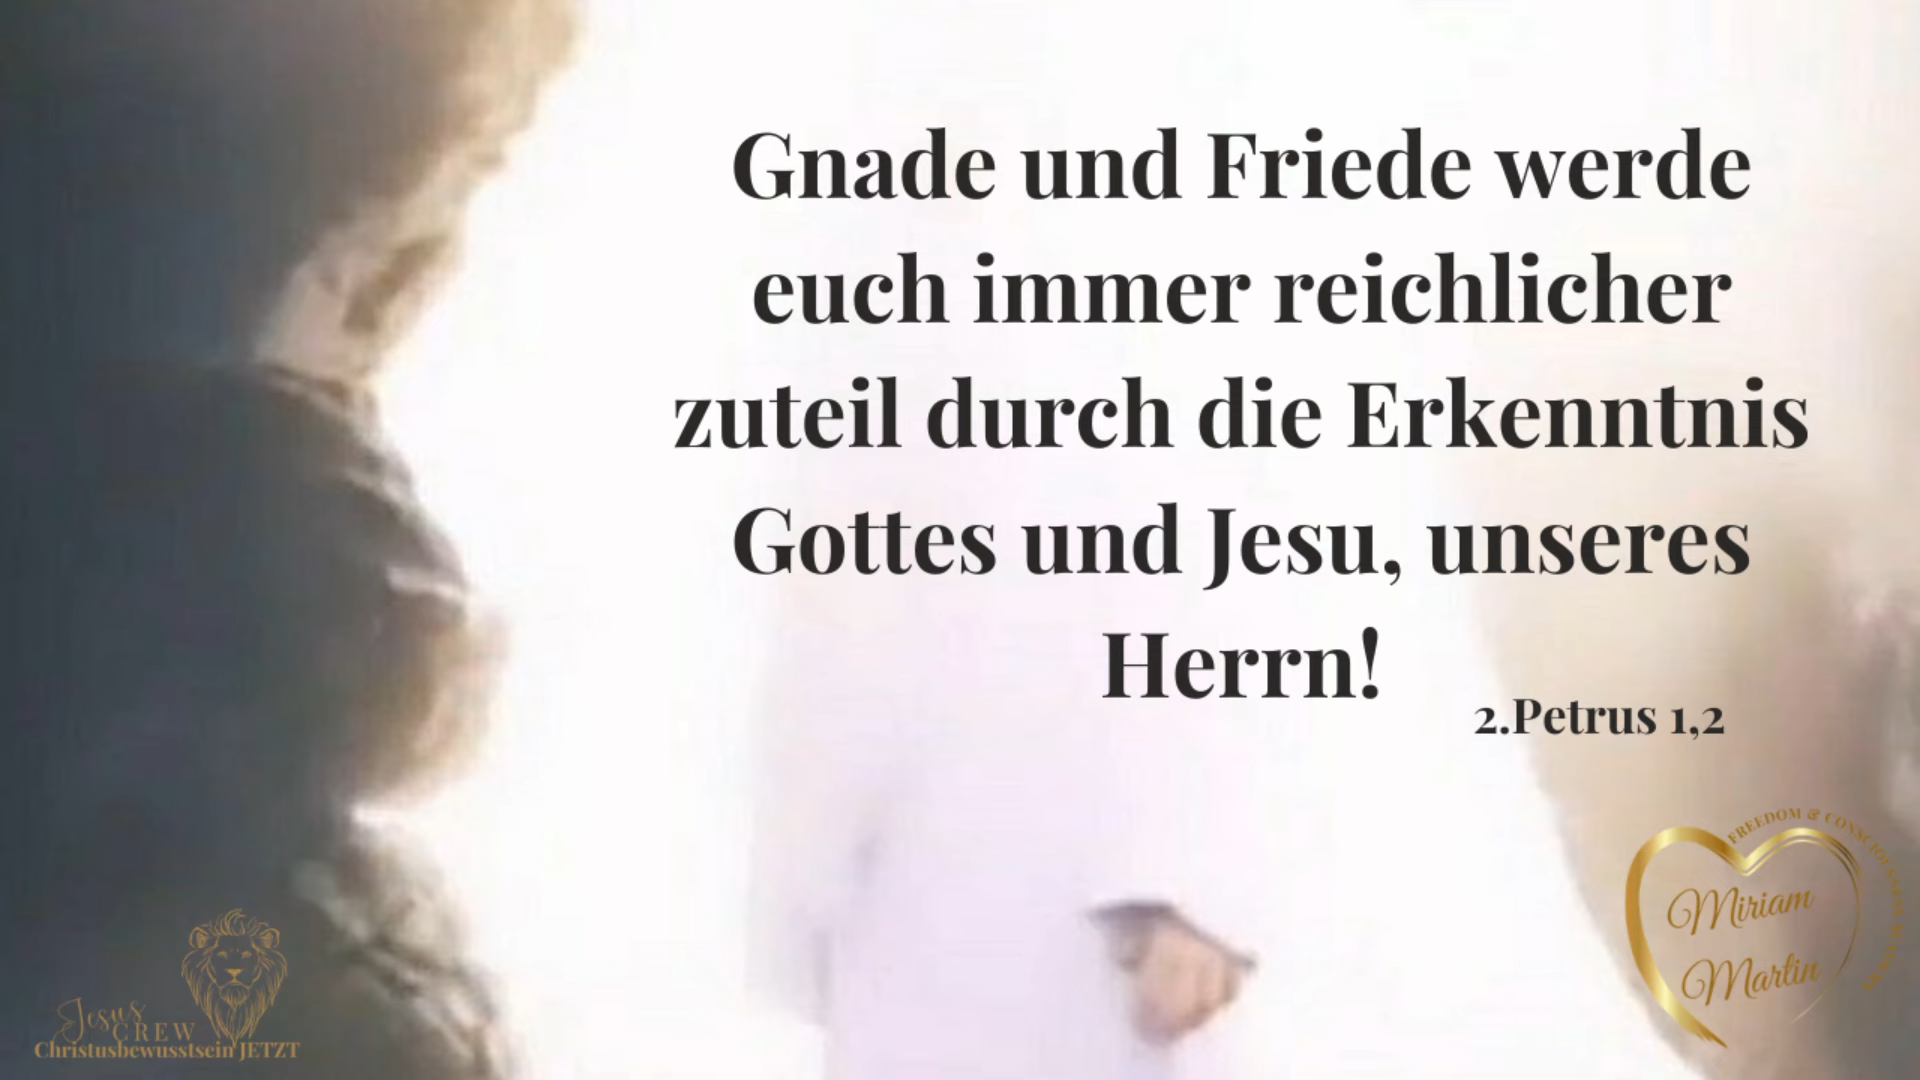 Gnade und Friede werde
euch immer reichlicher
zuteil durch die Erkenntnis
Gottes und Jesu, unseres
Herrn!
2.Petrus 1,2
FREEDOM &
Miriam
Martin
Jesus
CREW
Christusbewusstsein JETZT